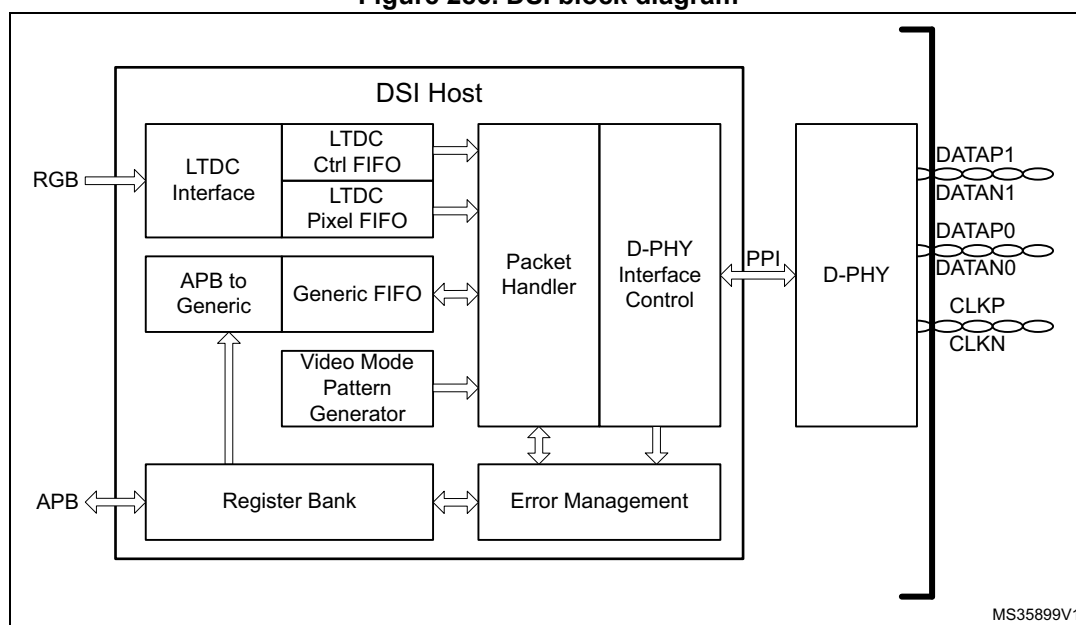 DSI Host
LTDC
Interface
LTDC
Ctrl FIFO
LTDC
Pixel FIFO
RGB
APB to
Generic
Generic FIFO
Video Mode
Pattern
Generator
Packet
Handler
D-PHY
Interface
Control
PPI
D-PHY
DATAP1
DATAN1
DATAP0
DATAN0
CLKP
CLKN
APB
Register Bank
Error Management
MS35899V1